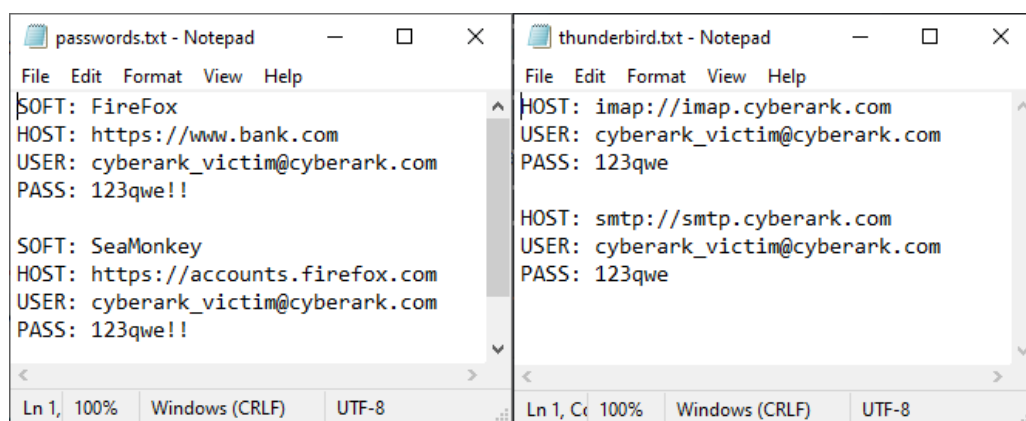 passwords.txt - Notepad
File Edit Format View Help
SOFT: FireFox
HOST: https://www.bank.com
USER: cyberark_victim@cyberark.com
PASS: 123qwe!!

SOFT: SeaMonkey
HOST: https://accounts.firefox.com
USER: cyberark_victim@cyberark.com
PASS: 123qwe!!
Ln 1, 100% Windows (CRLF) UTF-8

thunderbird.txt - Notepad
File Edit Format View Help
HOST: imap://imap.cyberark.com
USER: cyberark_victim@cyberark.com
PASS: 123qwe

HOST: smtp://smtp.cyberark.com
USER: cyberark_victim@cyberark.com
PASS: 123qwe
Ln 1, Co 100% Windows (CRLF) UTF-8